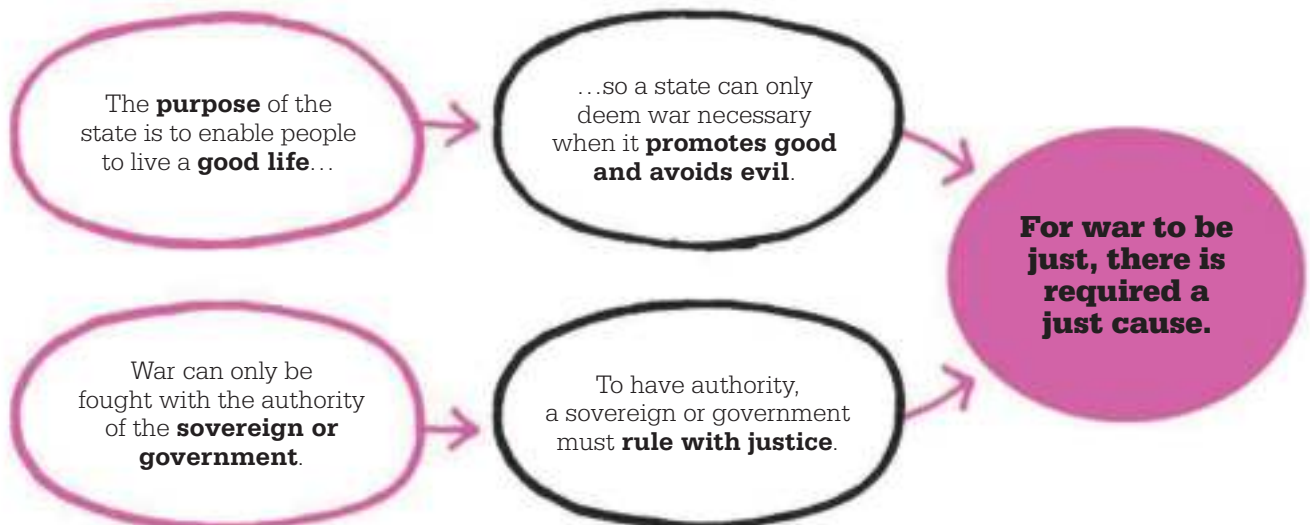 The purpose of the
state is to enable people
to live a good life…
…so a state can only
deem war necessary
when it promotes good
and avoids evil.
War can only be
fought with the authority
of the sovereign or
government.
To have authority,
a sovereign or government
must rule with justice.
For war to be
just, there is
required a
just cause.